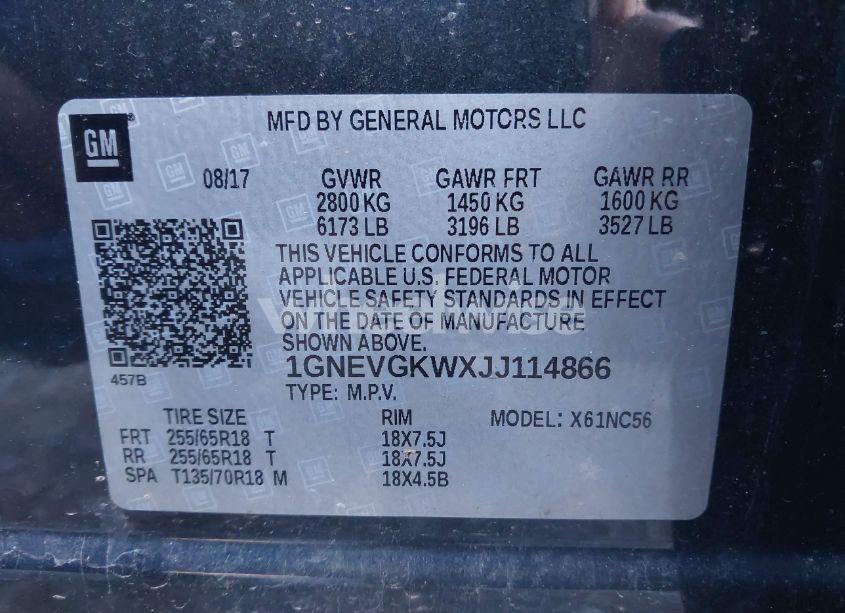 MFD BY GENERAL MOTORS LLC
GM
08/17 GVWR GAWR FRT GAWR RR
2800 KG 1450 KG 1600 KG
6173 LB 3196 LB 3527 LB
THIS VEHICLE CONFORMS TO ALL
APPLICABLE U.S. FEDERAL MOTOR
VEHICLE SAFETY STANDARDS IN EFFECT
ON THE DATE OF MANUFACTURE
SHOWN ABOVE.
1GNEVGKWXJJ114866
457B
TYPE: M.P.V.
TIRE SIZE RIM MODEL: X61NC56
FRT 255/65R18 T 18X7.5J
RR 255/65R18 T 18X7.5J
SPA T135/70R18 M 18X4.5B